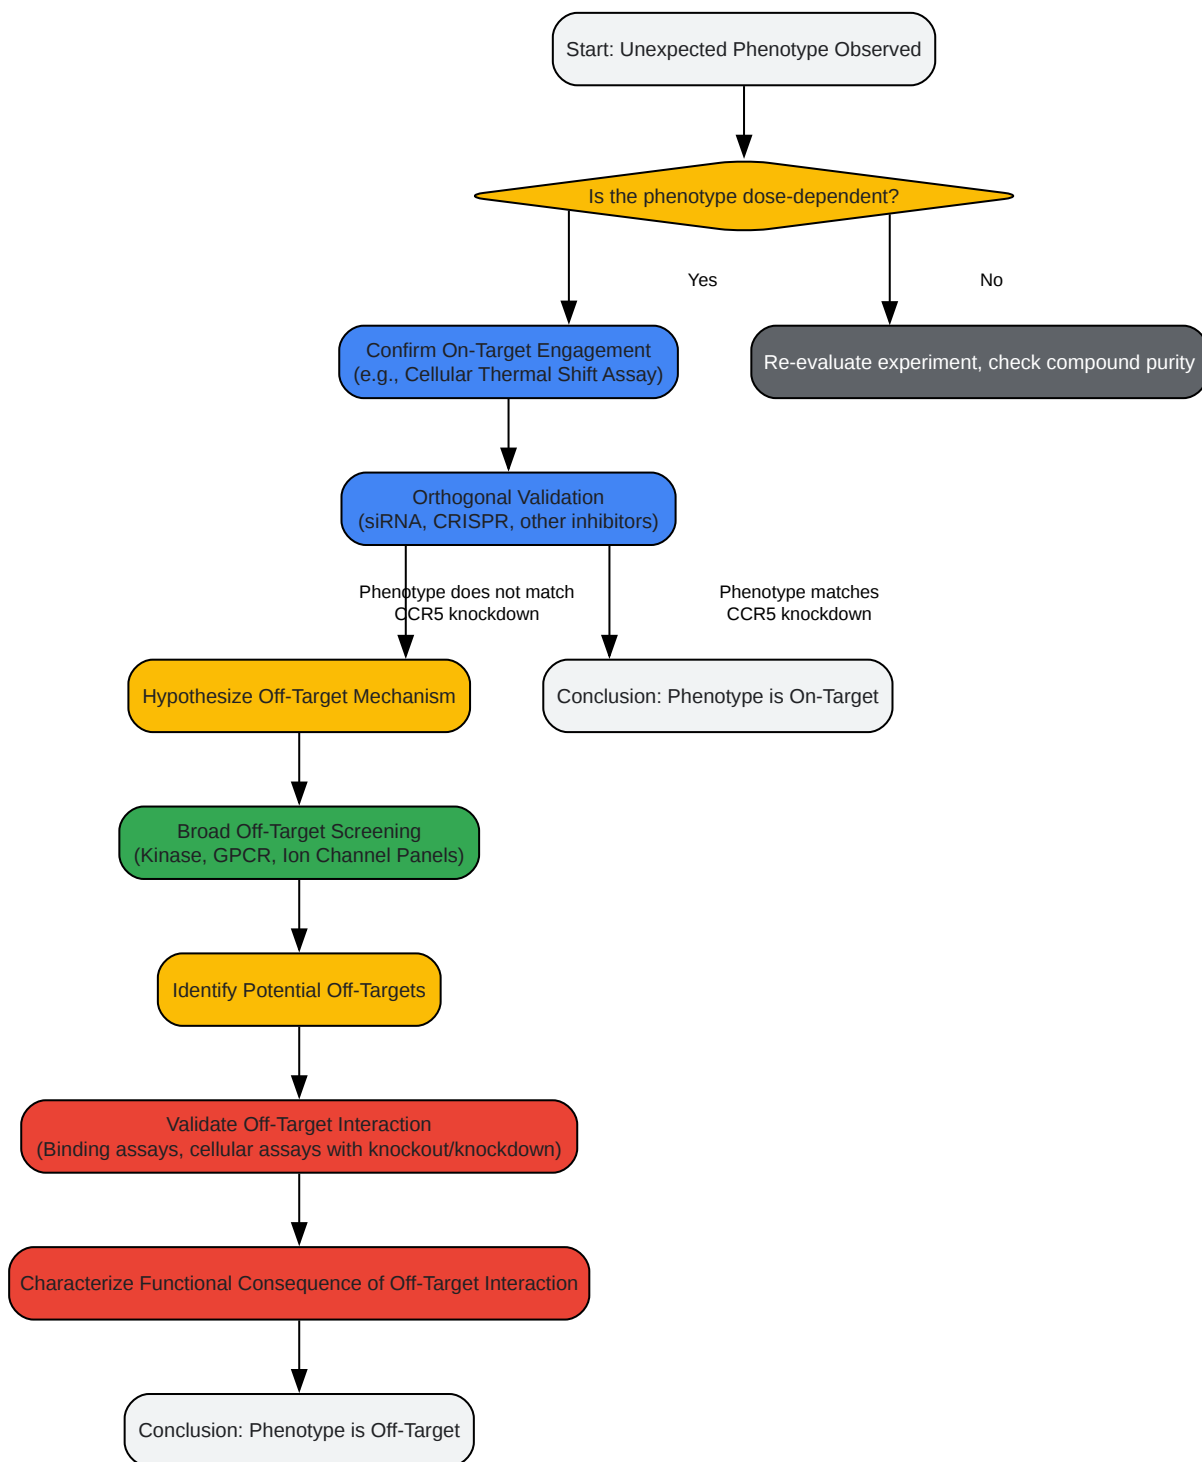 Start: Unexpected Phenotype Observed
Is the phenotype dose-dependent?
Yes
No
Confirm On-Target Engagement
(e.g., Cellular Thermal Shift Assay)
Re-evaluate experiment, check compound purity
Orthogonal Validation
(siRNA, CRISPR, other inhibitors)
Phenotype does not match
CCR5 knockdown
Phenotype matches
CCR5 knockdown
Hypothesize Off-Target Mechanism
Conclusion: Phenotype is On-Target
Broad Off-Target Screening
(Kinase, GPCR, Ion Channel Panels)
Identify Potential Off-Targets
Validate Off-Target Interaction
(Binding assays, cellular assays with knockout/knockdown)
Characterize Functional Consequence of Off-Target Interaction
Conclusion: Phenotype is Off-Target